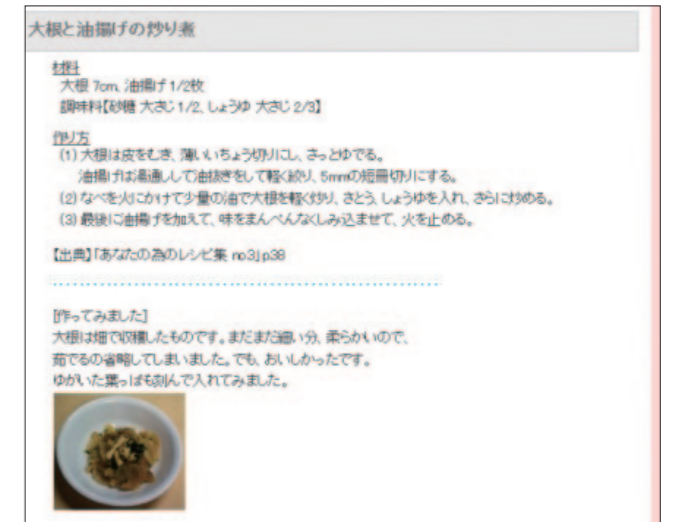 大根と油揚げの炒り煮
材料
大根 7cm、油揚げ 1/2枚
調味料【砂糖 大さじ 1/2、しょうゆ 大さじ 2/3】
作り方
(1) 大根は皮をむき、薄いいちょう切りにし、さっとゆでる。
油揚げは湯通しして油抜きをして軽く絞り、5mmの短冊切りにする。
(2) なべを火にかけて少量の油で大根を軽く炒り、さとう、しょうゆを入れ、さらに炒める。
(3) 最後に油揚げを加えて、味をまんべんなくしみ込ませて、火を止める。
【出典】「あなたの為のレシピ集 no3」p38
[作ってみました]
大根は畑で収穫したものです。まだまだ細い分、柔らかいので、
茹でるの省略してしまいました。でも、おいしかったです。
ゆがいた葉っぱも刻んで入れてみました。